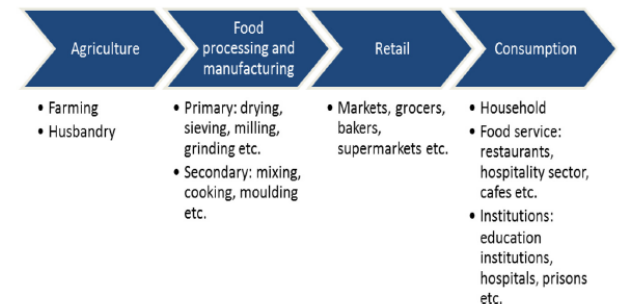 Agriculture
Food
processing and
manufacturing
Retail
Consumption
• Farming
• Husbandry
• Primary: drying,
sieving, milling,
grinding etc.
• Secondary: mixing,
cooking, moulding
etc.
• Markets, grocers,
bakers,
supermarkets etc.
• Household
• Food service:
restaurants,
hospitality sector,
cafes etc.
• Institutions:
education
institutions,
hospitals, prisons
etc.